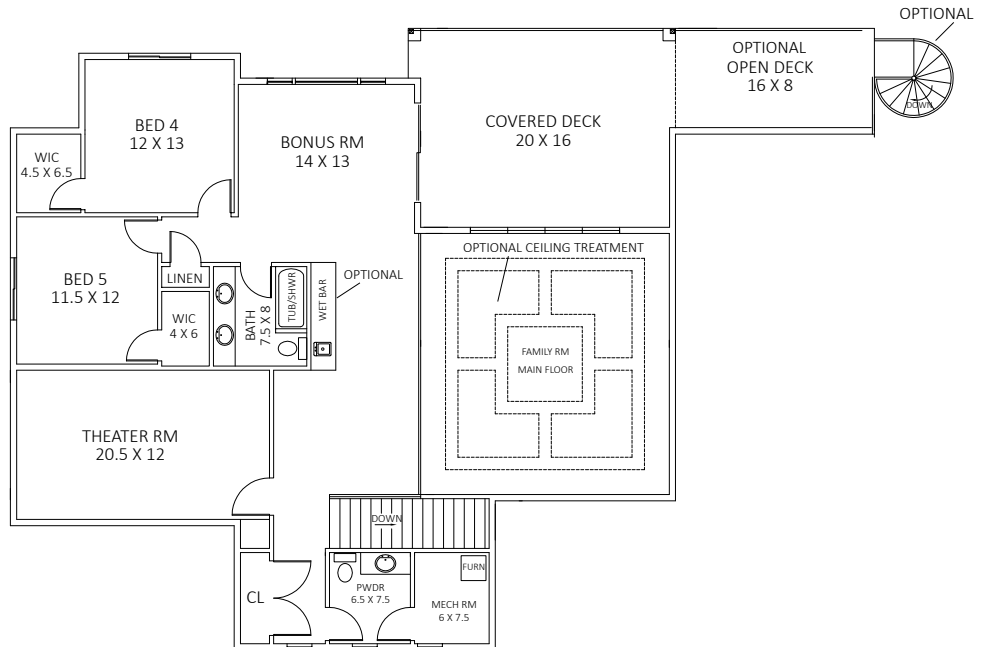 OPTIONAL
OPTIONAL
OPEN DECK
16 X 8
DOWN
COVERED DECK
20 X 16
BED 4
12 X 13
BONUS RM
14 X 13
WIC
4.5 X 6.5
OPTIONAL CEILING TREATMENT
BED 5
11.5 X 12
LINEN
OPTIONAL
WIC
4 X 6
BATH
7.5 X 8
TUB/SHWR
WET BAR
FAMILY RM
MAIN FLOOR
THEATER RM
20.5 X 12
DOWN
CL
PWDR
6.5 X 7.5
FURN
MECH RM
6 X 7.5